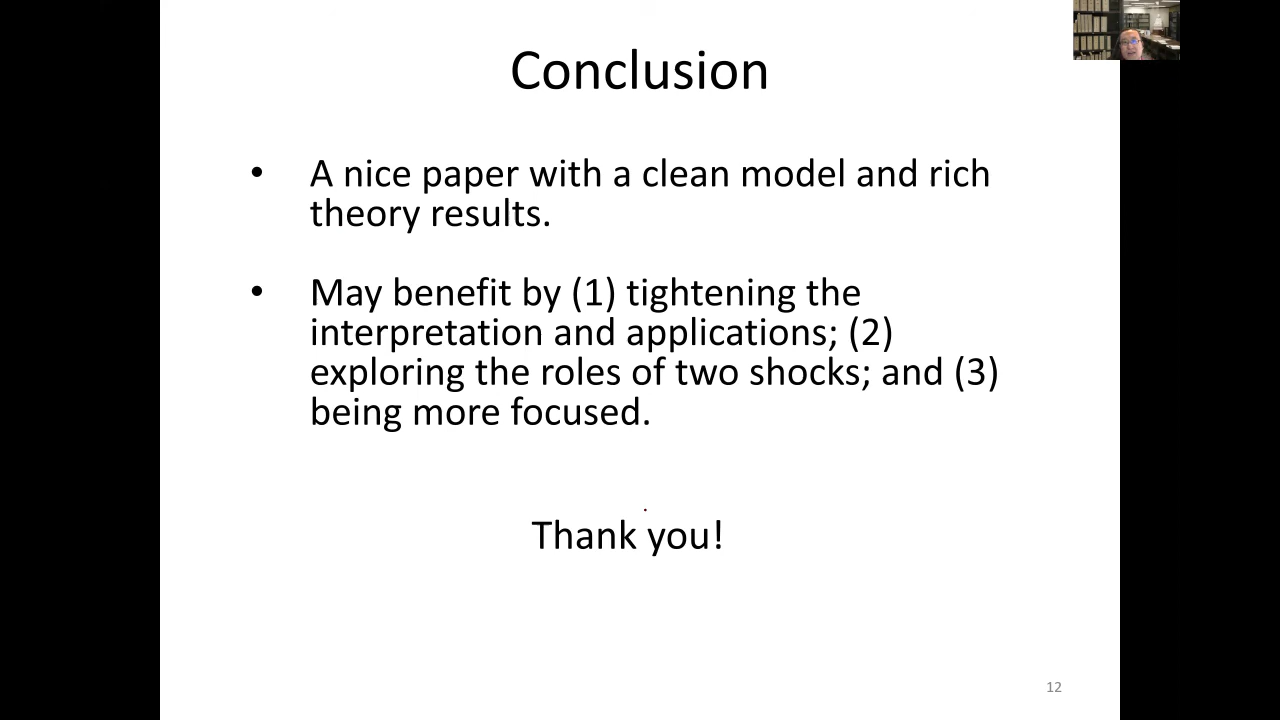 Conclusion
• A nice paper with a clean model and rich
theory results.
• May benefit by (1) tightening the
interpretation and applications; (2)
exploring the roles of two shocks; and (3)
being more focused.
Thank you!
12